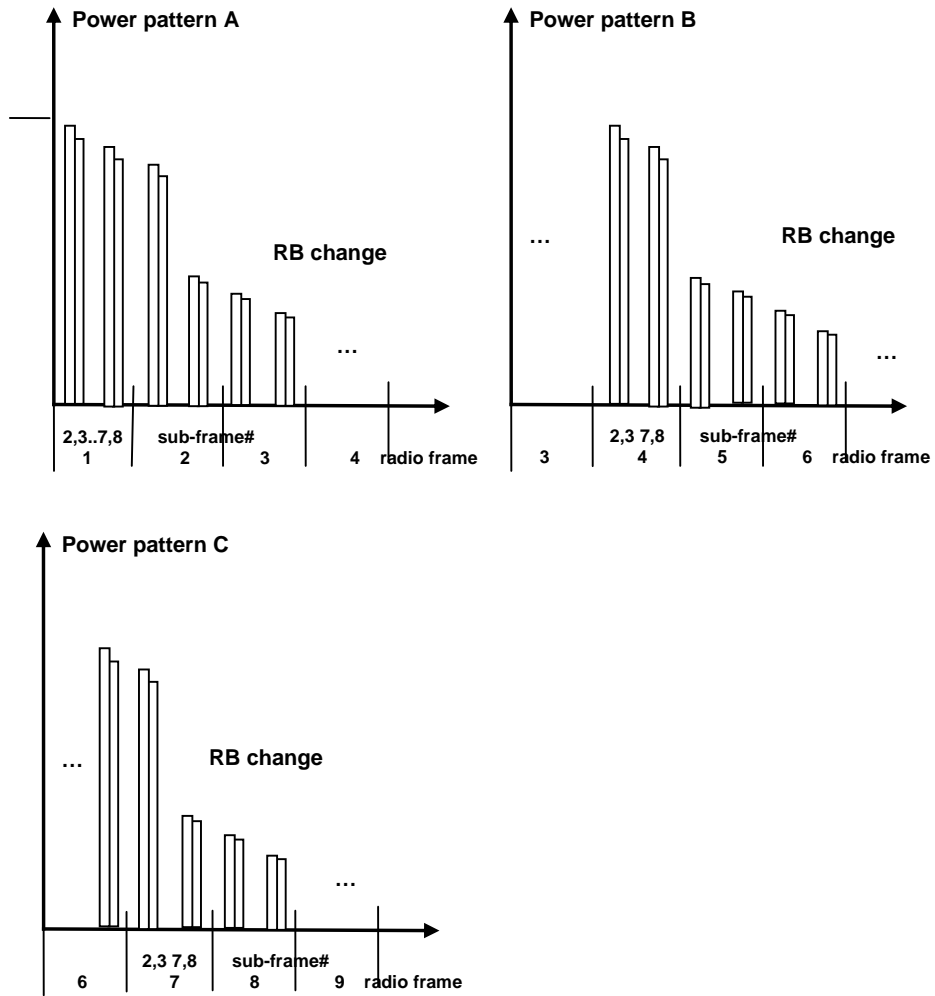 Power pattern A
RB change
...
2,3..7,8 sub-frame#
1 2 3 4 radio frame
Power pattern B
...
RB change
...
2,3 7,8 sub-frame#
3 4 5 6 radio frame
Power pattern C
...
RB change
...
2,3 7,8 sub-frame#
6 7 8 9 radio frame